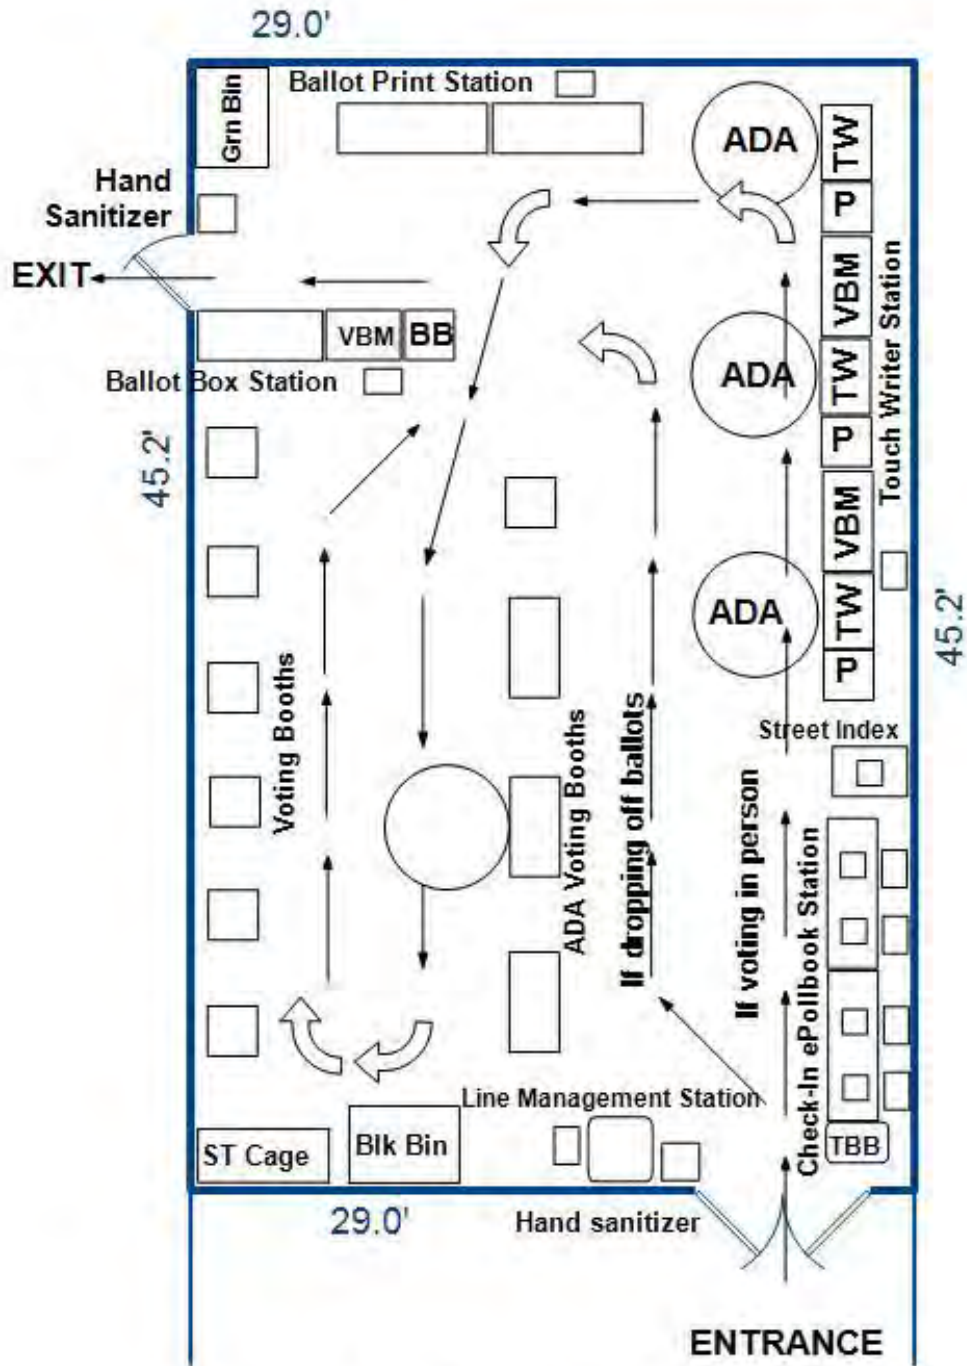 29.0'
Grn Bin
Ballot Print Station
ADA
TW
P
Hand
Sanitizer
EXIT
VBM
VBM
BB
Ballot Box Station
ADA
TW
P
Touch Writer Station
45.2'
VBM
ADA
TW
P
45.2'
Voting Booths
ADA Voting Booths
If dropping off ballots
If voting in person
Street Index
Check-In ePollbook Station
Line Management Station
TBB
ST Cage
Blk Bin
29.0'
Hand sanitizer
ENTRANCE